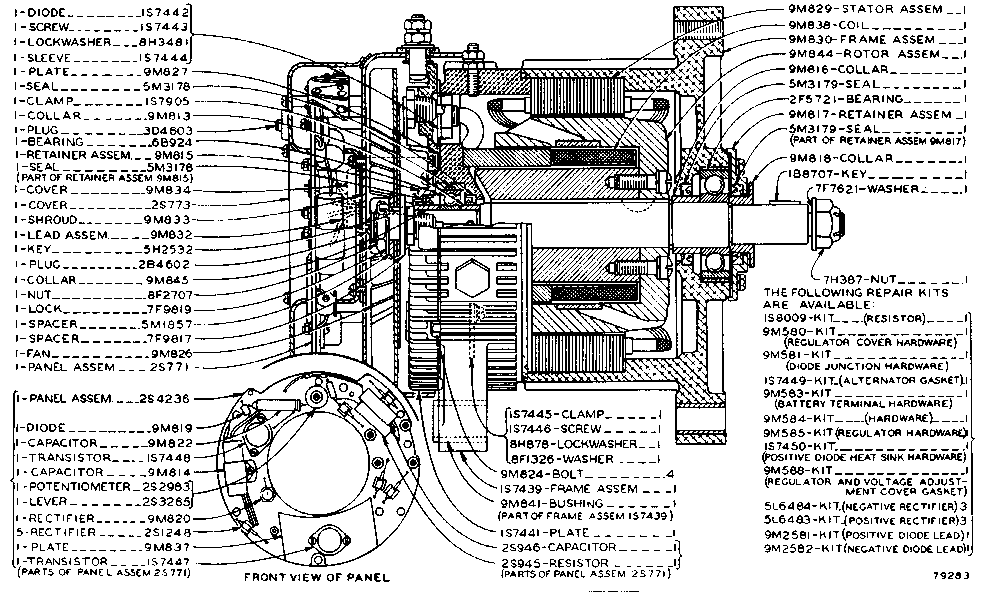 1-DIODE 1S7442
1-SCREW 1S7443
1-LOCKWASHER 8H3481
1-SLEEVE 1S7444
1-PLATE 9M827
1-SEAL 5M3178
1-CLAMP 1S7905
1-COLLAR 9M813
1-PLUG 3D4603
1-BEARING 6B924
1-RETAINER ASSEM. 9M815
SEAL 5M3178
(PART OF RETAINER ASSEM 9M815)
1-COVER 9M834
1-COVER 2S773
1-SHROUD 9M833
1-LEAD ASSEM. 9M832
1-KEY 5H2532
1-PLUG 2B4602
1-COLLAR 9M845
1-NUT 8F2707
1-LOCK 7F9819
1-SPACER 5M1857
1-SPACER 7F9817
1-FAN 9M826
1-PANEL ASSEM 2S771
1-PANEL ASSEM. 2S4236
1-DIODE 9M819
1-CAPACITOR 9M822
1-TRANSISTOR 1S7448
1-CAPACITOR 9M814
1-POTENTIOMETER 2S2983
1-LEVER 2S3265
1-RECTIFIER 9M820
5-RECTIFIER 2S1248
1-PLATE 9M837
1-TRANSISTOR 1S7447
(PARTS OF PANEL ASSEM 2S771)
FRONT VIEW OF PANEL
9M829-STATOR ASSEM 1
9M838-COIL 1
9M830-FRAME ASSEM 1
9M844-ROTOR ASSEM 1
9M816-COLLAR 1
5M3179-SEAL 1
2F5721-BEARING 1
9M817-RETAINER ASSEM 1
5M3179-SEAL 1
(PART OF RETAINER ASSEM 9M817)
9M818-COLLAR 1
1B8707-KEY 1
7F7621-WASHER 1
7H387-NUT 1
THE FOLLOWING REPAIR KITS
ARE AVAILABLE:
1S8009-KIT (RESISTOR) 1
9M580-KIT 1
(REGULATOR COVER HARDWARE)
9M581-KIT 1
(DIODE JUNCTION HARDWARE)
1S7449-KIT (ALTERNATOR GASKET) 1
9M583-KIT 1
(BATTERY TERMINAL HARDWARE)
9M584-KIT (HARDWARE) 1
9M585-KIT (REGULATOR HARDWARE) 1
1S7450-KIT 1
(POSITIVE DIODE HEAT SINK HARDWARE)
9M588-KIT 1
(REGULATOR AND VOLTAGE ADJUST-
MENT COVER GASKET)
5L6484-KIT (NEGATIVE RECTIFIER) 3
5L6483-KIT (POSITIVE RECTIFIER) 3
9M2581-KIT (POSITIVE DIODE LEAD) 1
9M2582-KIT (NEGATIVE DIODE LEAD) 1
1S7445-CLAMP 1
1S7446-SCREW 1
8H878-LOCKWASHER 1
8F1326-WASHER 1
9M824-BOLT 4
1S7439-FRAME ASSEM 1
9M841-BUSHING 1
(PART OF FRAME ASSEM 1S7439)
1S7441-PLATE 1
2S946-CAPACITOR 1
2S945-RESISTOR 1
(PARTS OF PANEL ASSEM 2S771)
79283